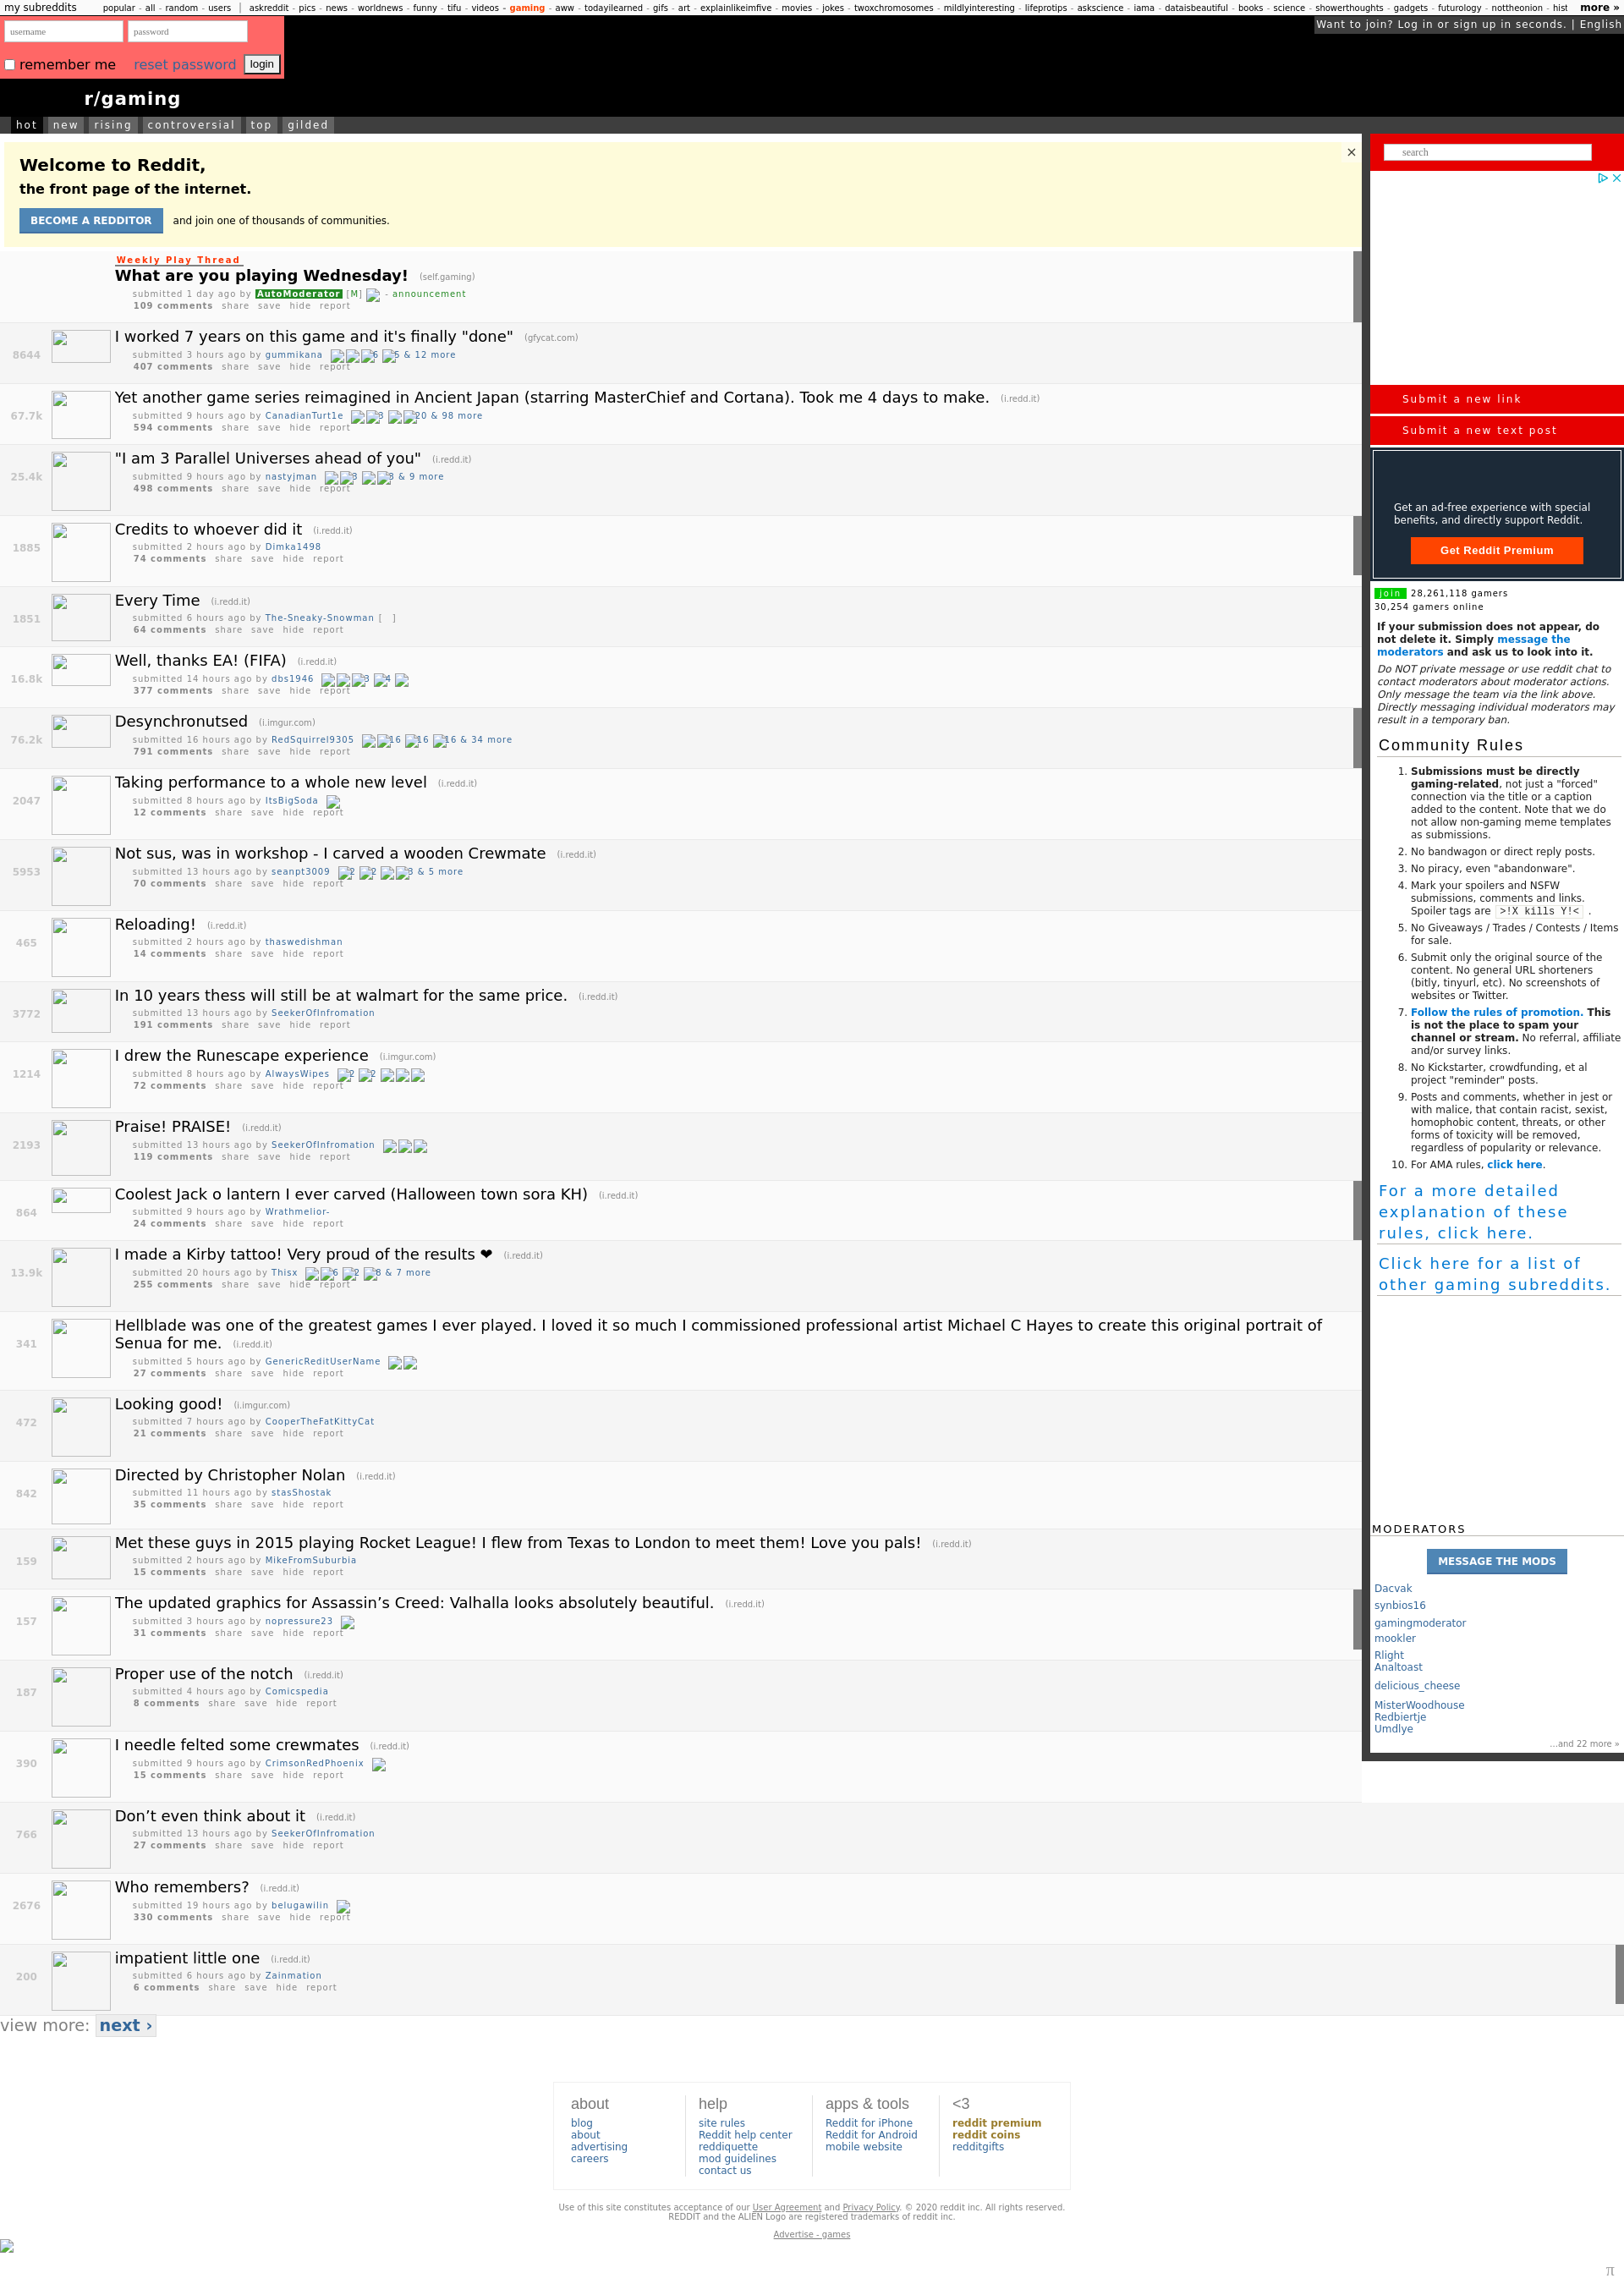 my subreddits
popular - all - random - users | askreddit - pics - news - worldnews - funny - tifu - videos - gaming - aww - todayilearned - gifs - art - explainlikeimfive - movies - jokes - twoxchromosomes - mildlyinteresting - lifeprotips - askscience - iama - dataisbeautiful - books - science - showerthoughts - gadgets - futurology - nottheonion - hist more »
username
password
Want to join? Log in or sign up in seconds. | English
remember me reset password login
r/gaming
hot new rising controversial top gilded
Welcome to Reddit,
the front page of the internet.
BECOME A REDDITOR and join one of thousands of communities.
×
Weekly Play Thread
What are you playing Wednesday! (self.gaming)
submitted 1 day ago by AutoModerator [M] - announcement
109 comments share save hide report
8644
I worked 7 years on this game and it's finally "done" (gfycat.com)
submitted 3 hours ago by gummikana 6 5 & 12 more
407 comments share save hide report
67.7k
Yet another game series reimagined in Ancient Japan (starring MasterChief and Cortana). Took me 4 days to make. (i.redd.it)
submitted 9 hours ago by CanadianTurt1e 3 20 & 98 more
594 comments share save hide report
25.4k
"I am 3 Parallel Universes ahead of you" (i.redd.it)
submitted 9 hours ago by nastyjman 3 3 & 9 more
498 comments share save hide report
1885
Credits to whoever did it (i.redd.it)
submitted 2 hours ago by Dimka1498
74 comments share save hide report
1851
Every Time (i.redd.it)
submitted 6 hours ago by The-Sneaky-Snowman [ ]
64 comments share save hide report
16.8k
Well, thanks EA! (FIFA) (i.redd.it)
submitted 14 hours ago by dbs1946 3 4
377 comments share save hide report
76.2k
Desynchronutsed (i.imgur.com)
submitted 16 hours ago by RedSquirrel9305 16 16 16 & 34 more
791 comments share save hide report
2047
Taking performance to a whole new level (i.redd.it)
submitted 8 hours ago by ItsBigSoda
12 comments share save hide report
5953
Not sus, was in workshop - I carved a wooden Crewmate (i.redd.it)
submitted 13 hours ago by seanpt3009 2 2 3 & 5 more
70 comments share save hide report
465
Reloading! (i.redd.it)
submitted 2 hours ago by thaswedishman
14 comments share save hide report
3772
In 10 years thess will still be at walmart for the same price. (i.redd.it)
submitted 13 hours ago by SeekerOfInfromation
191 comments share save hide report
1214
I drew the Runescape experience (i.imgur.com)
submitted 8 hours ago by AlwaysWipes 2 2
72 comments share save hide report
2193
Praise! PRAISE! (i.redd.it)
submitted 13 hours ago by SeekerOfInfromation
119 comments share save hide report
864
Coolest Jack o lantern I ever carved (Halloween town sora KH) (i.redd.it)
submitted 9 hours ago by Wrathmelior-
24 comments share save hide report
13.9k
I made a Kirby tattoo! Very proud of the results ❤ (i.redd.it)
submitted 20 hours ago by Thisx 6 2 8 & 7 more
255 comments share save hide report
341
Hellblade was one of the greatest games I ever played. I loved it so much I commissioned professional artist Michael C Hayes to create this original portrait of
Senua for me. (i.redd.it)
submitted 5 hours ago by GenericReditUserName
27 comments share save hide report
472
Looking good! (i.imgur.com)
submitted 7 hours ago by CooperTheFatKittyCat
21 comments share save hide report
842
Directed by Christopher Nolan (i.redd.it)
submitted 11 hours ago by stasShostak
35 comments share save hide report
159
Met these guys in 2015 playing Rocket League! I flew from Texas to London to meet them! Love you pals! (i.redd.it)
submitted 2 hours ago by MikeFromSuburbia
15 comments share save hide report
157
The updated graphics for Assassin’s Creed: Valhalla looks absolutely beautiful. (i.redd.it)
submitted 3 hours ago by nopressure23
31 comments share save hide report
187
Proper use of the notch (i.redd.it)
submitted 4 hours ago by Comicspedia
8 comments share save hide report
390
I needle felted some crewmates (i.redd.it)
submitted 9 hours ago by CrimsonRedPhoenix
15 comments share save hide report
766
Don’t even think about it (i.redd.it)
submitted 13 hours ago by SeekerOfInfromation
27 comments share save hide report
2676
Who remembers? (i.redd.it)
submitted 19 hours ago by belugawilin
330 comments share save hide report
200
impatient little one (i.redd.it)
submitted 6 hours ago by Zainmation
6 comments share save hide report
view more: next ›
search
Submit a new link
Submit a new text post
Get an ad-free experience with special
benefits, and directly support Reddit.
Get Reddit Premium
join 28,261,118 gamers
30,254 gamers online
If your submission does not appear, do
not delete it. Simply message the
moderators and ask us to look into it.
Do NOT private message or use reddit chat to
contact moderators about moderator actions.
Only message the team via the link above.
Directly messaging individual moderators may
result in a temporary ban.
Community Rules
1. Submissions must be directly
gaming-related, not just a "forced"
connection via the title or a caption
added to the content. Note that we do
not allow non-gaming meme templates
as submissions.
2. No bandwagon or direct reply posts.
3. No piracy, even "abandonware".
4. Mark your spoilers and NSFW
submissions, comments and links.
Spoiler tags are >!X kills Y!< .
5. No Giveaways / Trades / Contests / Items
for sale.
6. Submit only the original source of the
content. No general URL shorteners
(bitly, tinyurl, etc). No screenshots of
websites or Twitter.
7. Follow the rules of promotion. This
is not the place to spam your
channel or stream. No referral, affiliate
and/or survey links.
8. No Kickstarter, crowdfunding, et al
project "reminder" posts.
9. Posts and comments, whether in jest or
with malice, that contain racist, sexist,
homophobic content, threats, or other
forms of toxicity will be removed,
regardless of popularity or relevance.
10. For AMA rules, click here.
For a more detailed
explanation of these
rules, click here.
Click here for a list of
other gaming subreddits.
MODERATORS
MESSAGE THE MODS
Dacvak
synbios16
gamingmoderator
mookler
Rlight
Analtoast
delicious_cheese
MisterWoodhouse
Redbiertje
Umdlye
...and 22 more »
about
blog
about
advertising
careers
help
site rules
Reddit help center
reddiquette
mod guidelines
contact us
apps & tools
Reddit for iPhone
Reddit for Android
mobile website
<3
reddit premium
reddit coins
redditgifts
Use of this site constitutes acceptance of our User Agreement and Privacy Policy. © 2020 reddit inc. All rights reserved.
REDDIT and the ALIEN Logo are registered trademarks of reddit inc.
Advertise - games
π